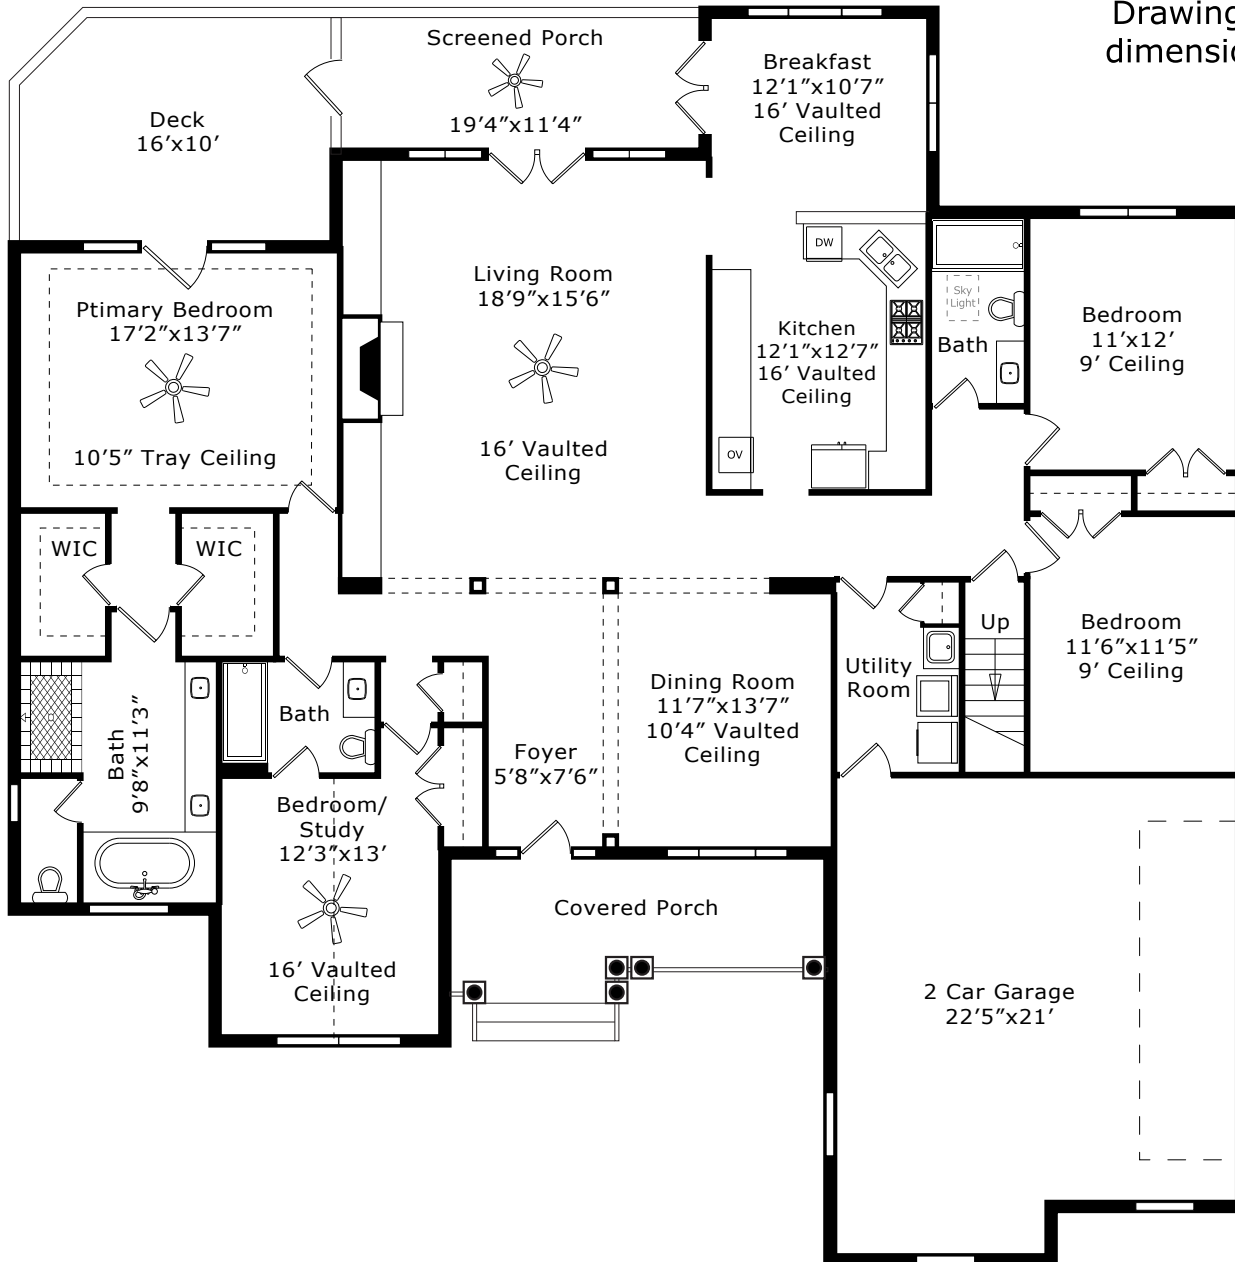 Drawing
dimensio
Screened Porch
19′4″x11′4″
Breakfast
12′1″x10′7″
16′ Vaulted
Ceiling
Deck
16′x10′
Living Room
18′9″x15′6″
16′ Vaulted
Ceiling
Ptimary Bedroom
17′2″x13′7″
10′5″ Tray Ceiling
DW
Kitchen
12′1″x12′7″
16′ Vaulted
Ceiling
OV
Sky
Light
Bath
Bedroom
11′x12′
9′ Ceiling
WIC
WIC
Up
Bedroom
11′6″x11′5″
9′ Ceiling
Utility
Room
Dining Room
11′7″x13′7″
10′4″ Vaulted
Ceiling
Foyer
5′8″x7′6″
Bath
Bath
9′8″x11′3″
Bedroom/
Study
12′3″x13′
16′ Vaulted
Ceiling
Covered Porch
2 Car Garage
22′5″x21′